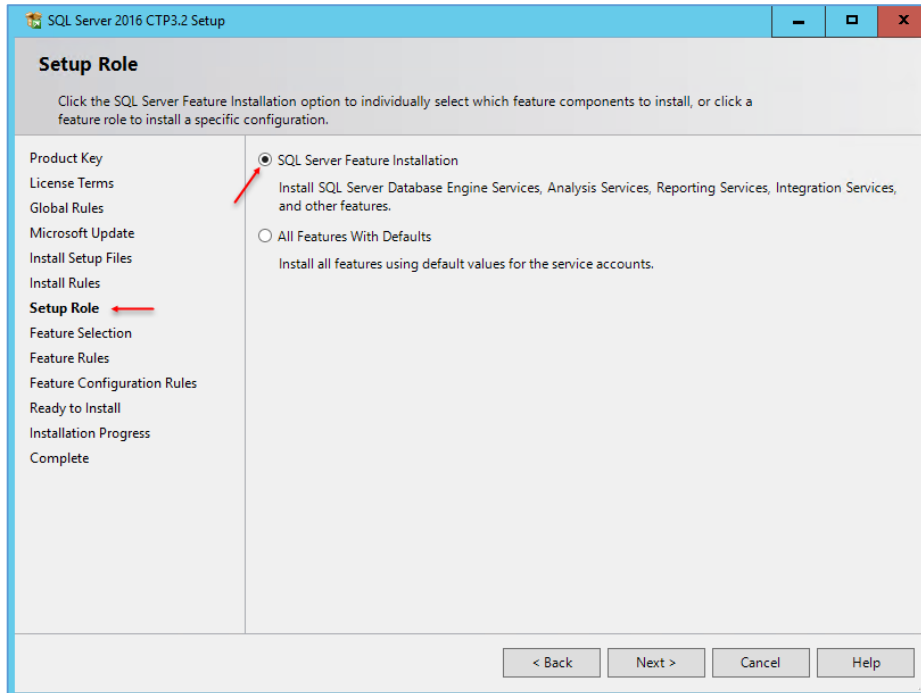 SQL Server 2016 CTP3.2 Setup
Setup Role
Click the SQL Server Feature Installation option to individually select which feature components to install, or click a
feature role to install a specific configuration.
Product Key
License Terms
Global Rules
Microsoft Update
Install Setup Files
Install Rules
Setup Role
Feature Selection
Feature Rules
Feature Configuration Rules
Ready to Install
Installation Progress
Complete
SQL Server Feature Installation
Install SQL Server Database Engine Services, Analysis Services, Reporting Services, Integration Services,
and other features.
All Features With Defaults
Install all features using default values for the service accounts.
< Back
Next >
Cancel
Help